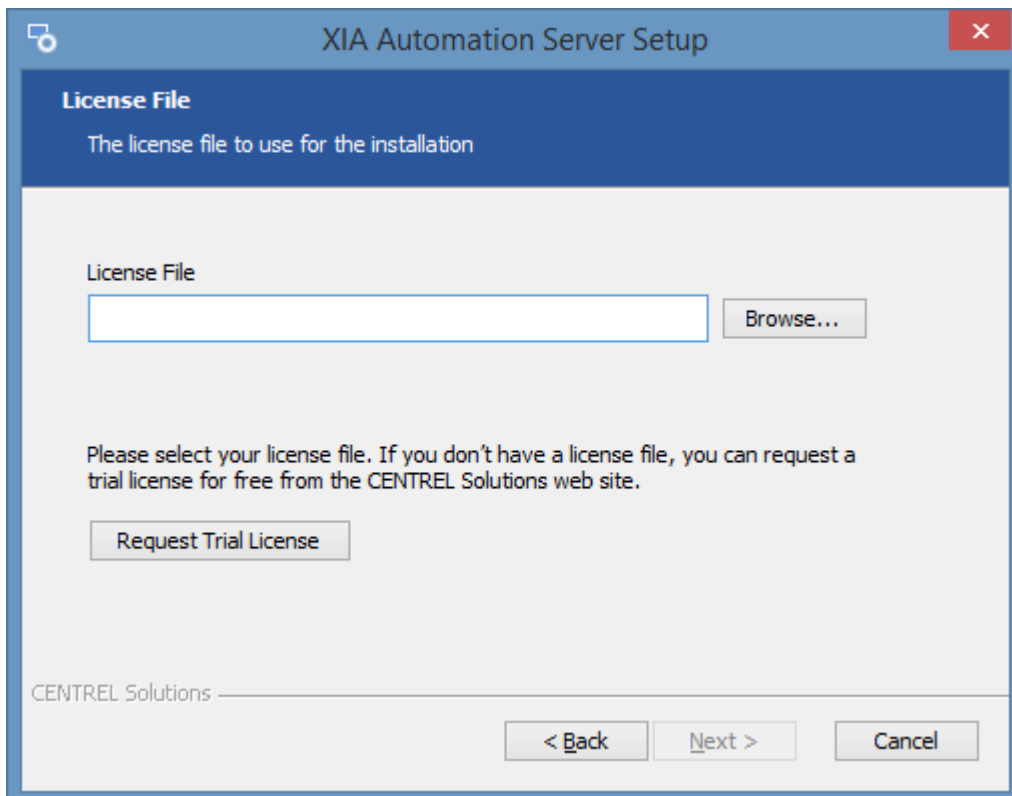 XIA Automation Server Setup
License File
The license file to use for the installation
License File
Browse...
Please select your license file. If you don't have a license file, you can request a
trial license for free from the CENTREL Solutions web site.
Request Trial License
CENTREL Solutions
< Back
Next >
Cancel